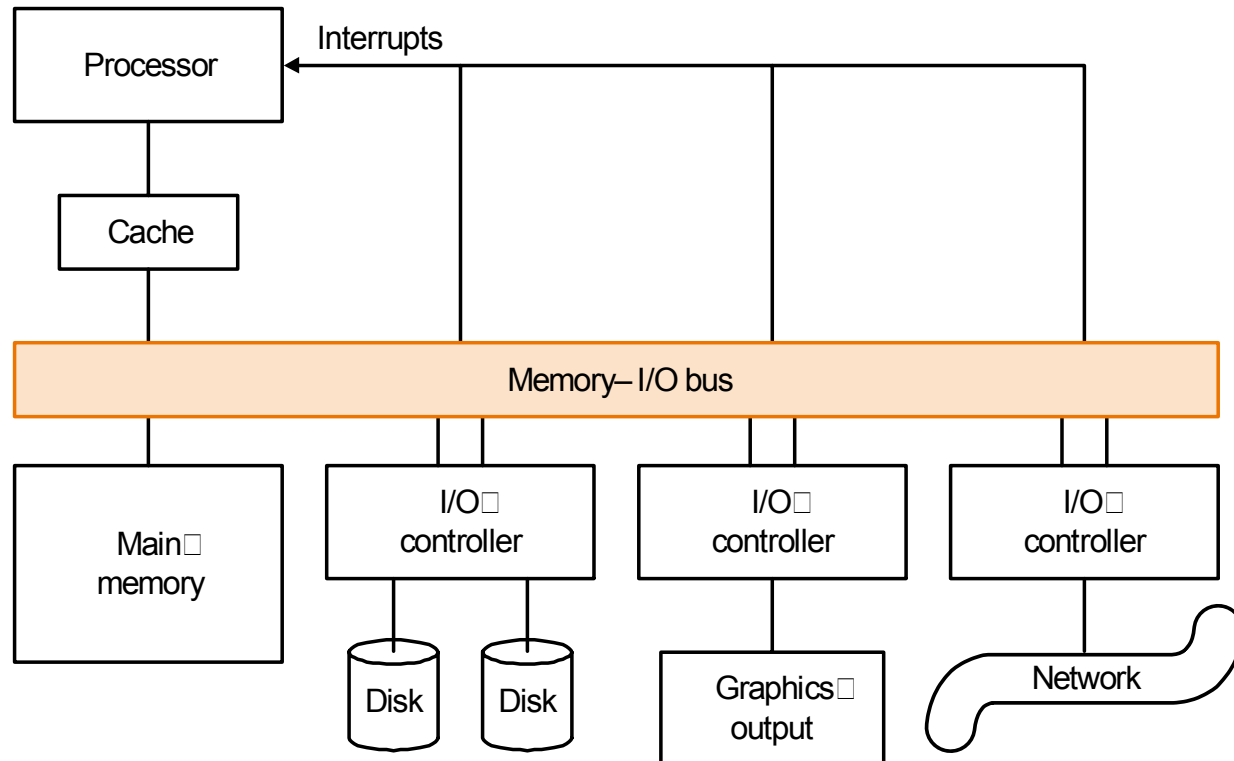 Interrupts
Processor
Cache
Memory– I/O bus
Main□
memory
I/O□
controller
I/O□
controller
I/O□
controller
Disk
Disk
Graphics□
output
Network